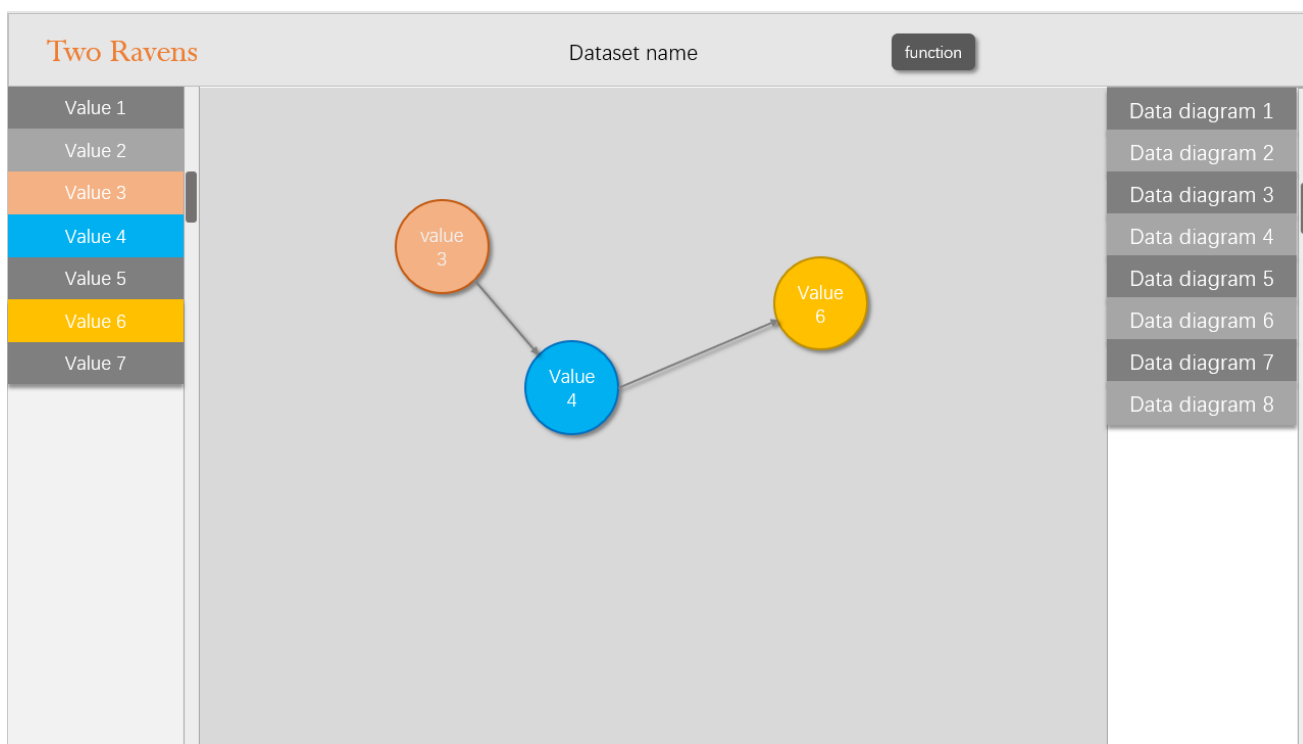 Two Ravens
Dataset name
function
Value 1
Value 2
Value 3
Value 4
Value 5
Value 6
Value 7
value
3
Value
4
Value
6
Data diagram 1
Data diagram 2
Data diagram 3
Data diagram 4
Data diagram 5
Data diagram 6
Data diagram 7
Data diagram 8